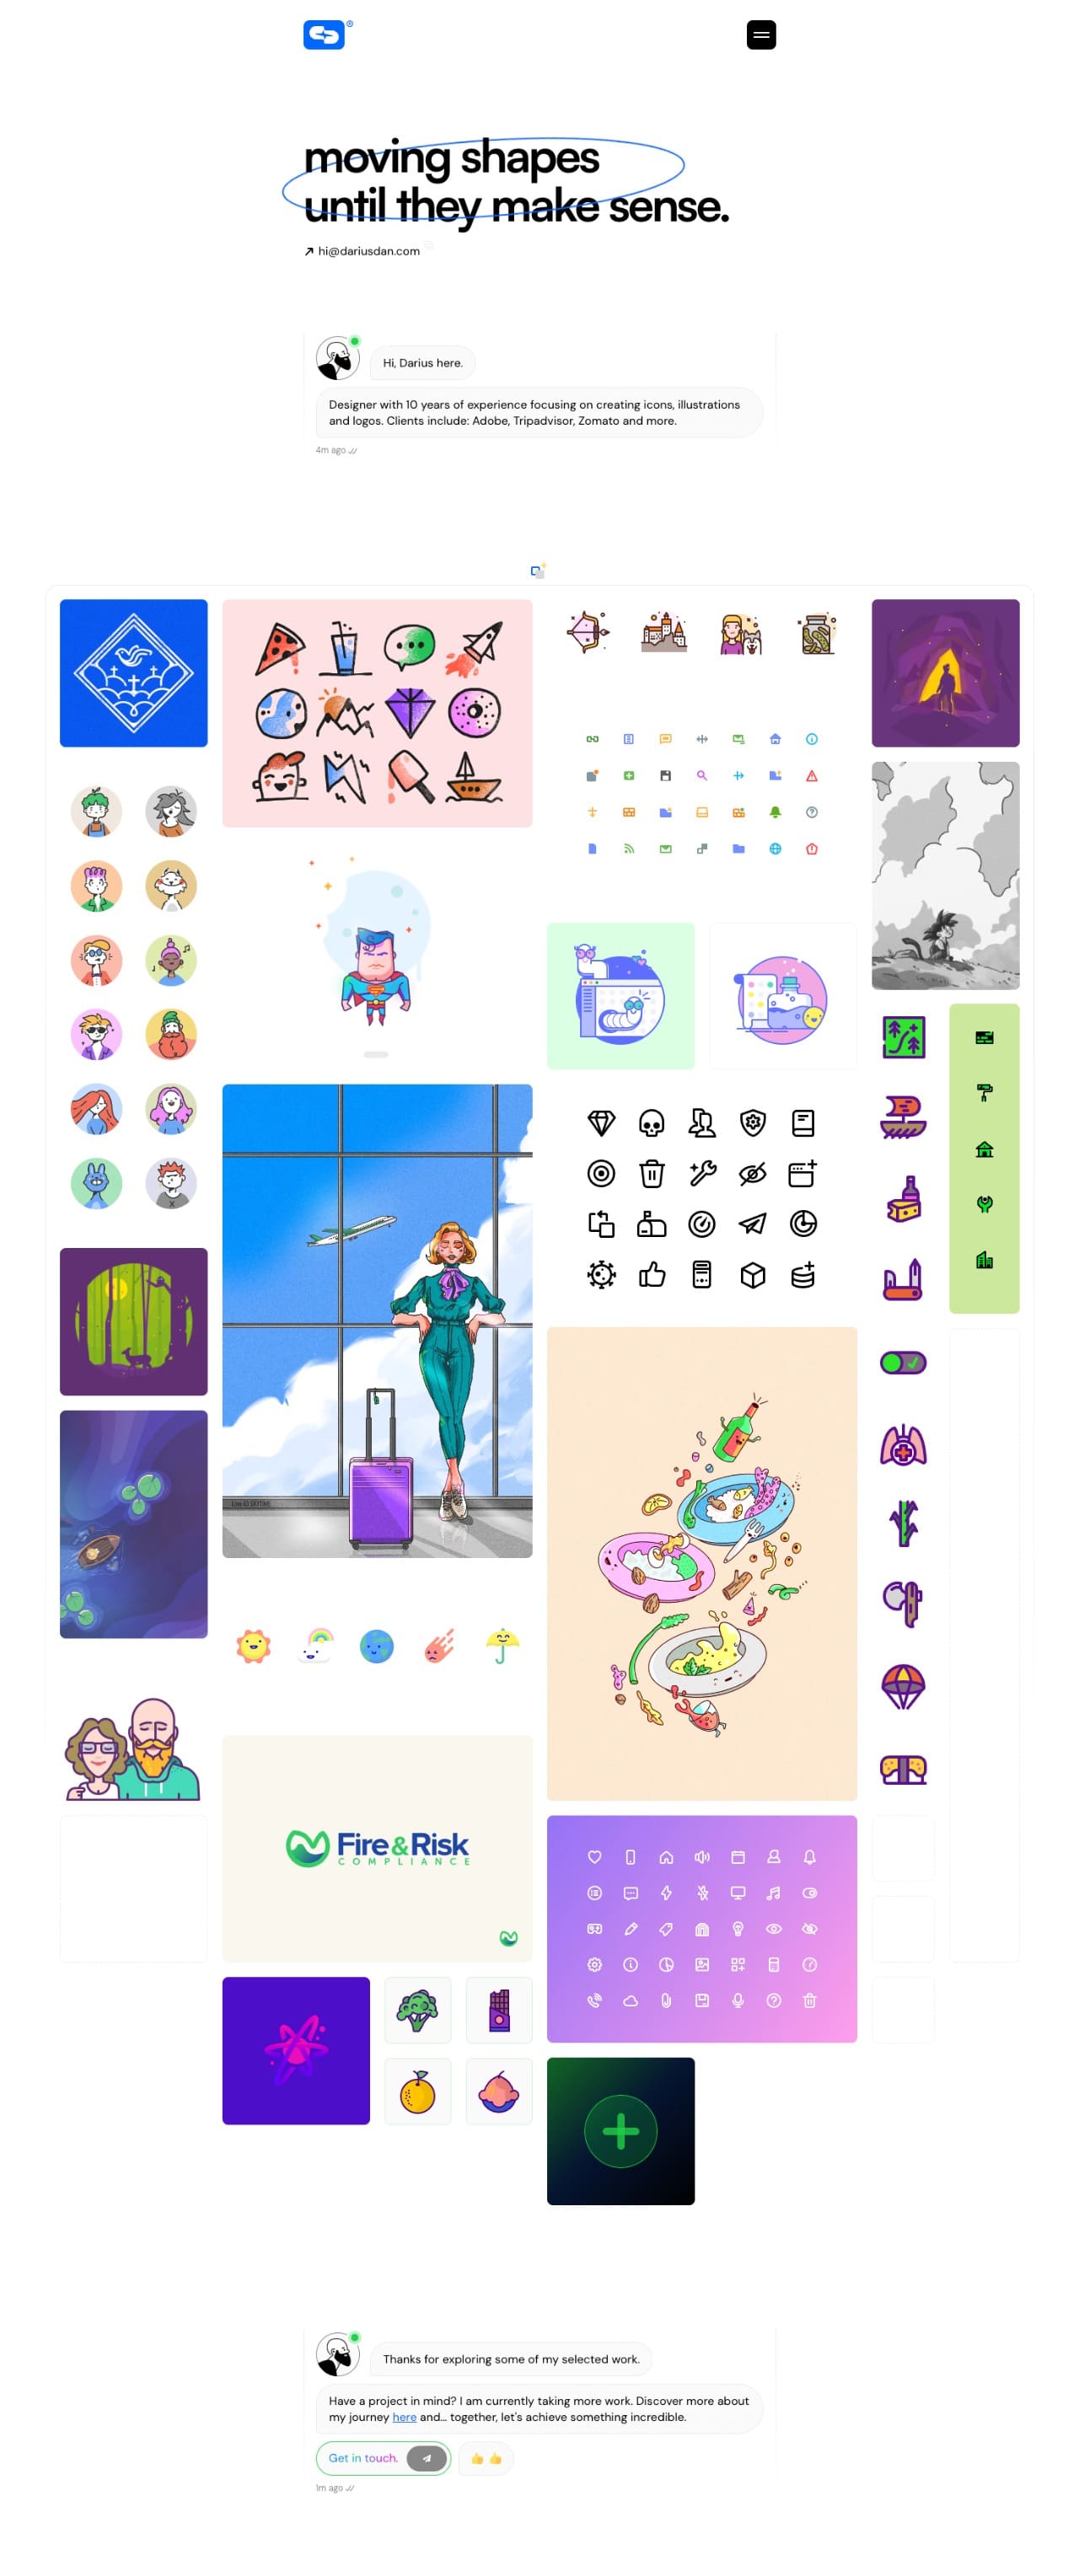 moving shapes
until they make sense.
hi@dariusdan.com
Hi, Darius here.
Designer with 10 years of experience focusing on creating icons, illustrations
and logos. Clients include: Adobe, Tripadvisor, Zomato and more.
4m ago
Fire&Risk
COMPLIANCE
Thanks for exploring some of my selected work.
Have a project in mind? I am currently taking more work. Discover more about
my journey here and... together, let's achieve something incredible.
Get in touch.
1m ago